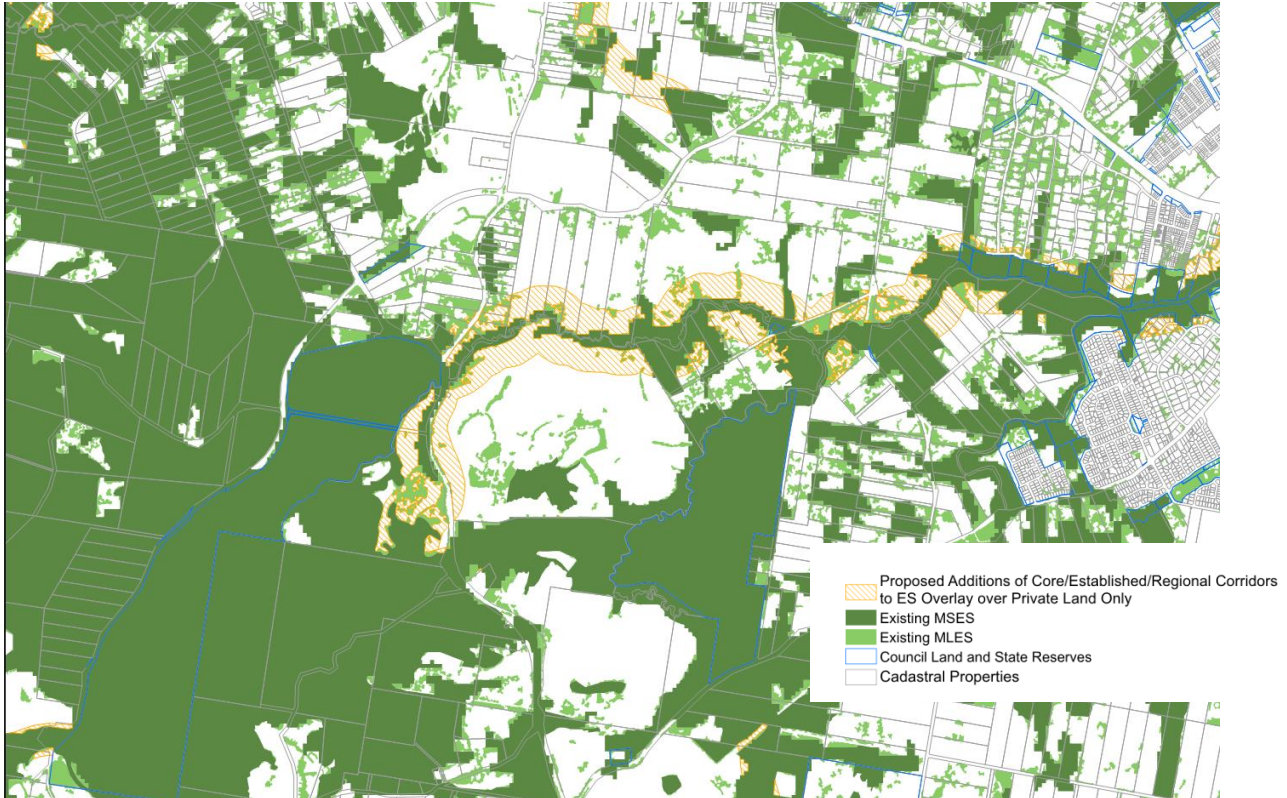 Proposed Additions of Core/Established/Regional Corridors
to ES Overlay over Private Land Only
Existing MSES
Existing MLES
Council Land and State Reserves
Cadastral Properties